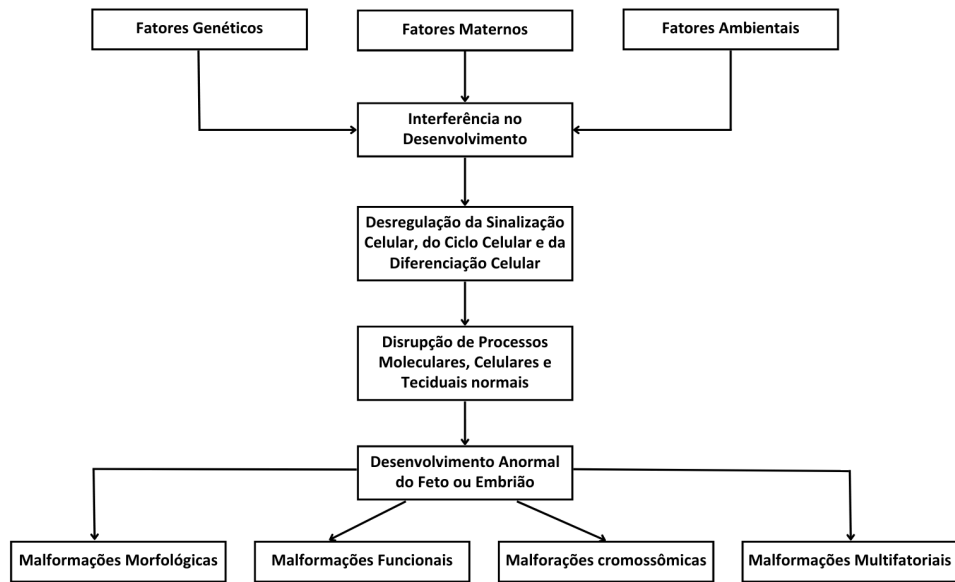 Fatores Genéticos
Fatores Maternos
Fatores Ambientais
Interferência no
Desenvolvimento
Desregulação da Sinalização
Celular, do Ciclo Celular e da
Diferenciação Celular
Disrupção de Processos
Moleculares, Celulares e
Teciduais normais
Desenvolvimento Anormal
do Feto ou Embrião
Malformações Morfológicas
Malformações Funcionais
Malforações cromossômicas
Malformações Multifatoriais